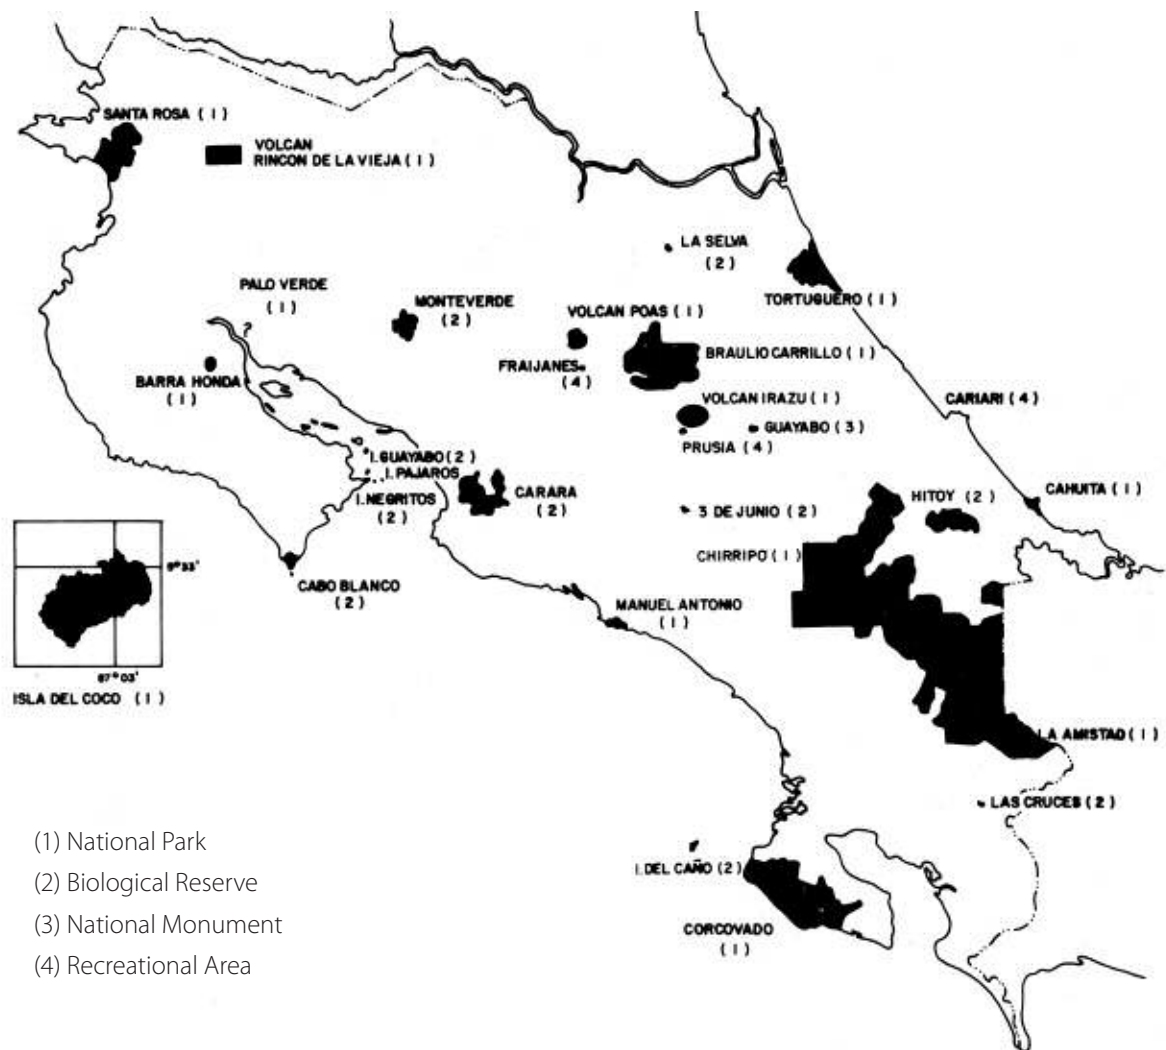 SANTA ROSA ( 1 )
VOLCAN
RINCON DE LA VIEJA ( 1 )
LA SELVA
( 2 )
PALO VERDE
( 1 )
?
MONTEVERDE
( 2 )
VOLCAN POAS ( 1 )
TORTUGUERO ( 1 )
BRAULIO CARRILLO ( 1 )
FRAIJANES
( 4 )
BARRA HONDA
( 1 )
VOLCAN IRAZU ( 1 )
CARIARI ( 4 )
GUAYABO ( 3 )
PRUSIA ( 4 )
I. GUAYABO ( 2 )
I. PAJAROS
I. NEGRITOS
( 2 )
CARARA
( 2 )
3 DE JUNIO ( 2 )
HITOY ( 2 )
CAHUITA ( 1 )
CHIRRIPO ( 1 )
9° 33'
CABO BLANCO
( 2 )
MANUEL ANTONIO
( 1 )
87° 03'
ISLA DEL COCO ( 1 )
LA AMISTAD ( 1 )
LAS CRUCES ( 2 )
I. DEL CAÑO ( 2 )
CORCOVADO
( 1 )
(1) National Park
(2) Biological Reserve
(3) National Monument
(4) Recreational Area